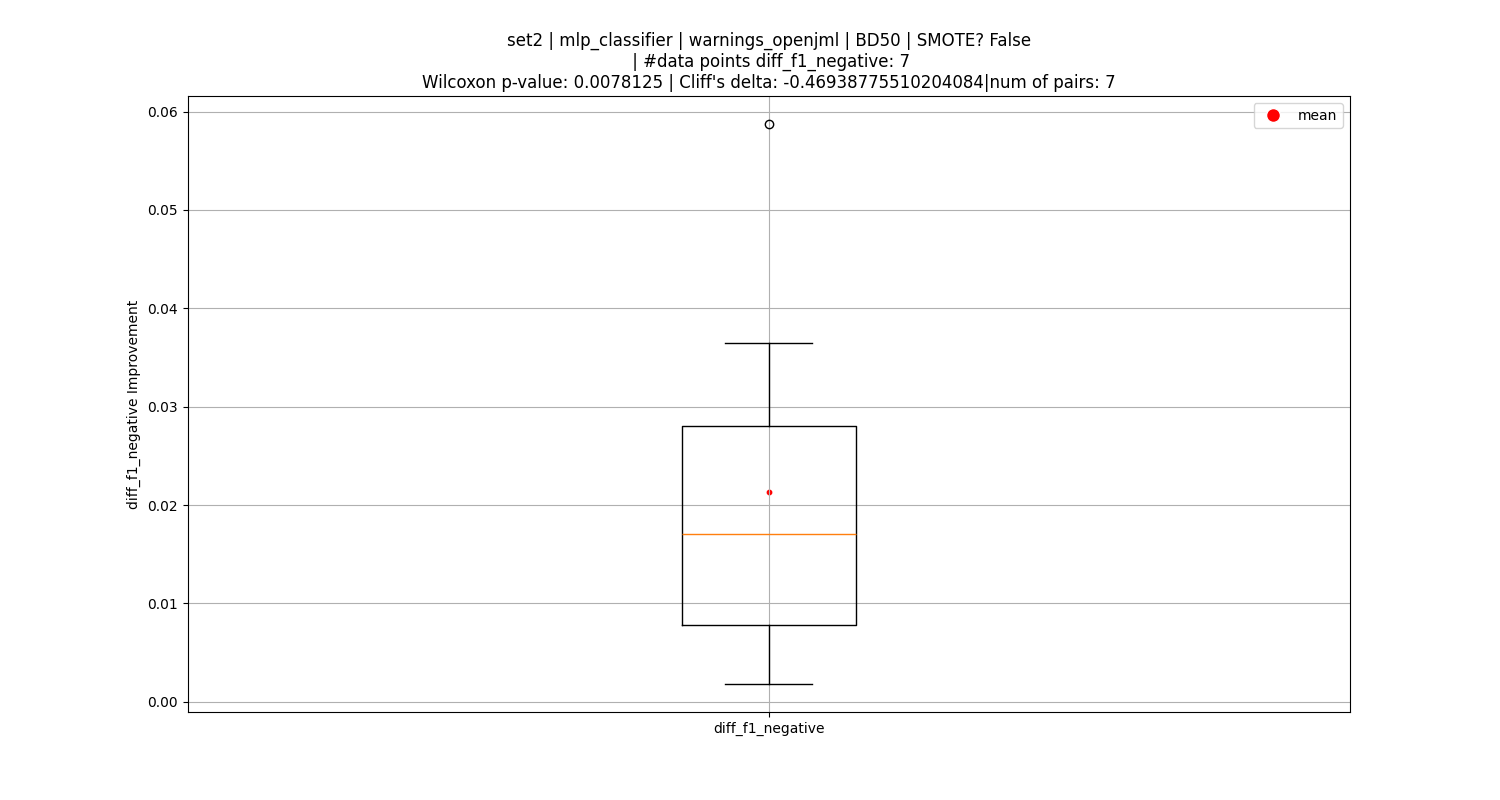 set2 | mlp_classifier | warnings_openjml | BD50 | SMOTE? False
| #data points diff_f1_negative: 7
Wilcoxon p-value: 0.0078125 | Cliff's delta: -0.46938775510204084|num of pairs: 7
mean
0.06
0.05
0.04
0.03
0.02
0.01
0.00
diff_f1_negative Improvement
diff_f1_negative